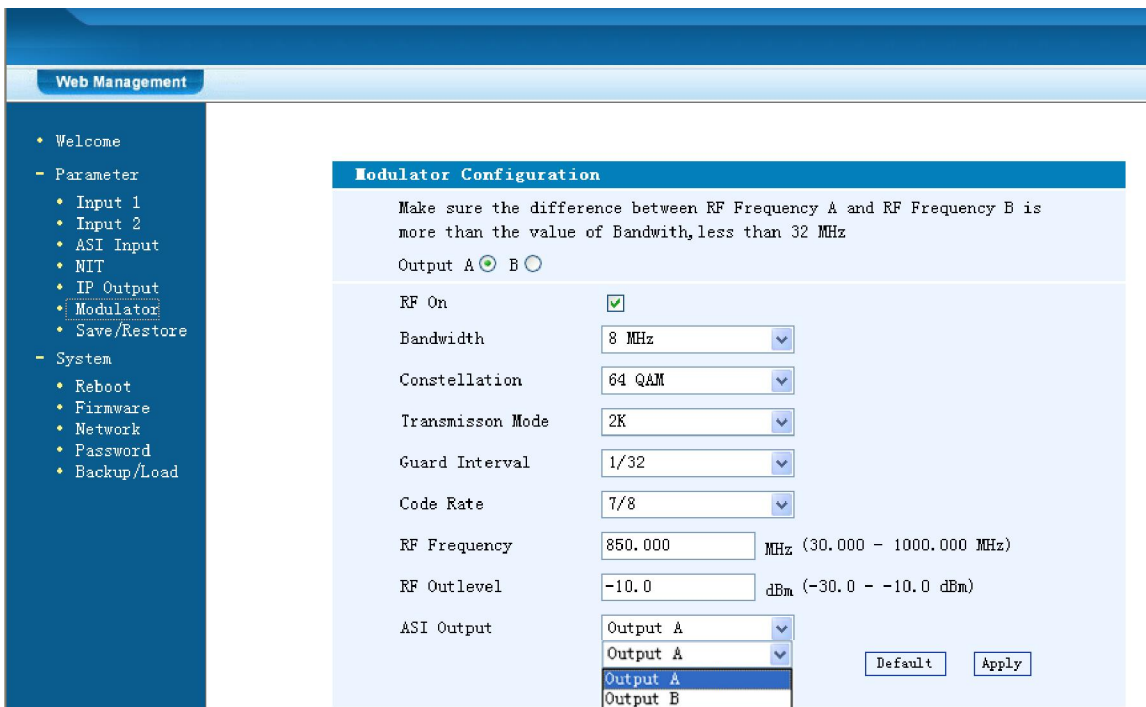 Web Management
Welcome
Parameter
Input 1
Input 2
ASI Input
NIT
IP Output
Modulator
Save/Restore
System
Reboot
Firmware
Network
Password
Backup/Load
Modulator Configuration
Make sure the difference between RF Frequency A and RF Frequency B is
more than the value of Bandwith,less than 32 MHz
Output A B
RF On
Bandwidth 8 MHz
Constellation 64 QAM
Transmisson Mode 2K
Guard Interval 1/32
Code Rate 7/8
RF Frequency 850.000 MHz (30.000 - 1000.000 MHz)
RF Outlevel -10.0 dBm (-30.0 - -10.0 dBm)
ASI Output Output A
Output A
Default Apply
Output A
Output B